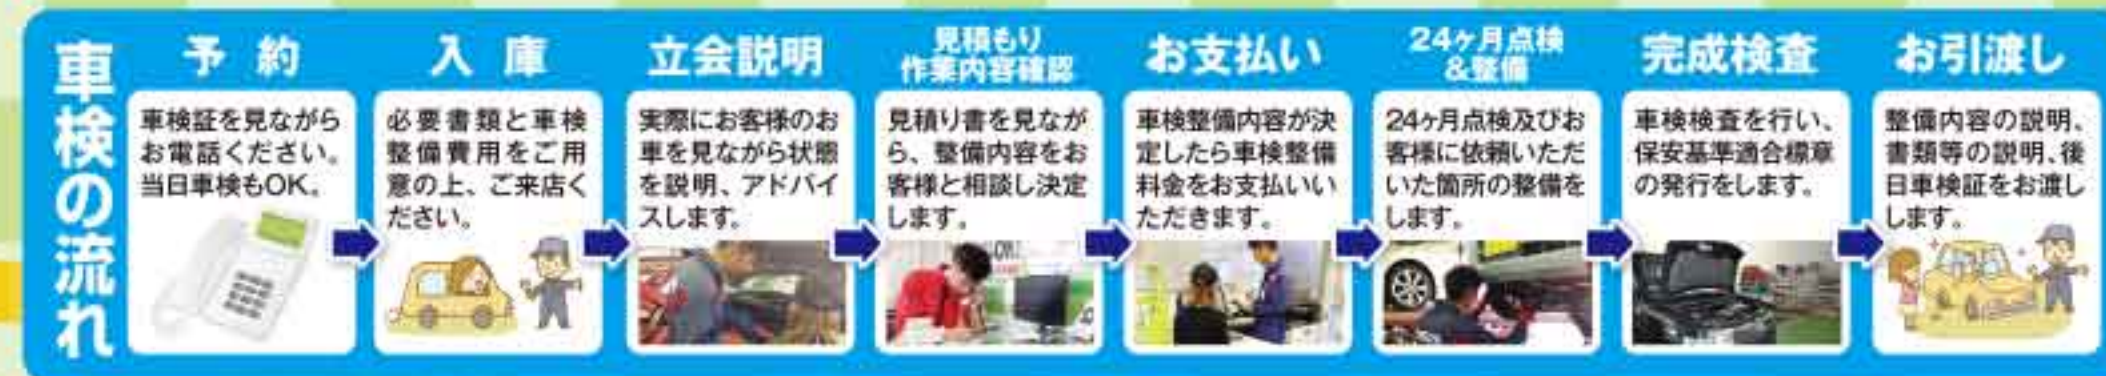 車検の流れ
予約
車検証を見ながら
お電話ください。
当日車検もOK。
入庫
必要書類と車検
整備費用をご用
意の上、ご来店く
ださい。
立会説明
実際にお客様のお
車を見ながら状態
を説明、アドバイ
スします。
見積もり
作業内容確認
見積り書を見なが
ら、整備内容をお
客様と相談し決定
します。
お支払い
車検整備内容が決
定したら車検整備
料金をお支払いい
ただきます。
24ヶ月点検
&整備
24ヶ月点検及びお
客様に依頼いただ
いた箇所の整備を
します。
完成検査
車検検査を行い、
保安基準適合標章
の発行をします。
お引渡し
整備内容の説明、
書類等の説明、後
日車検証をお渡し
します。